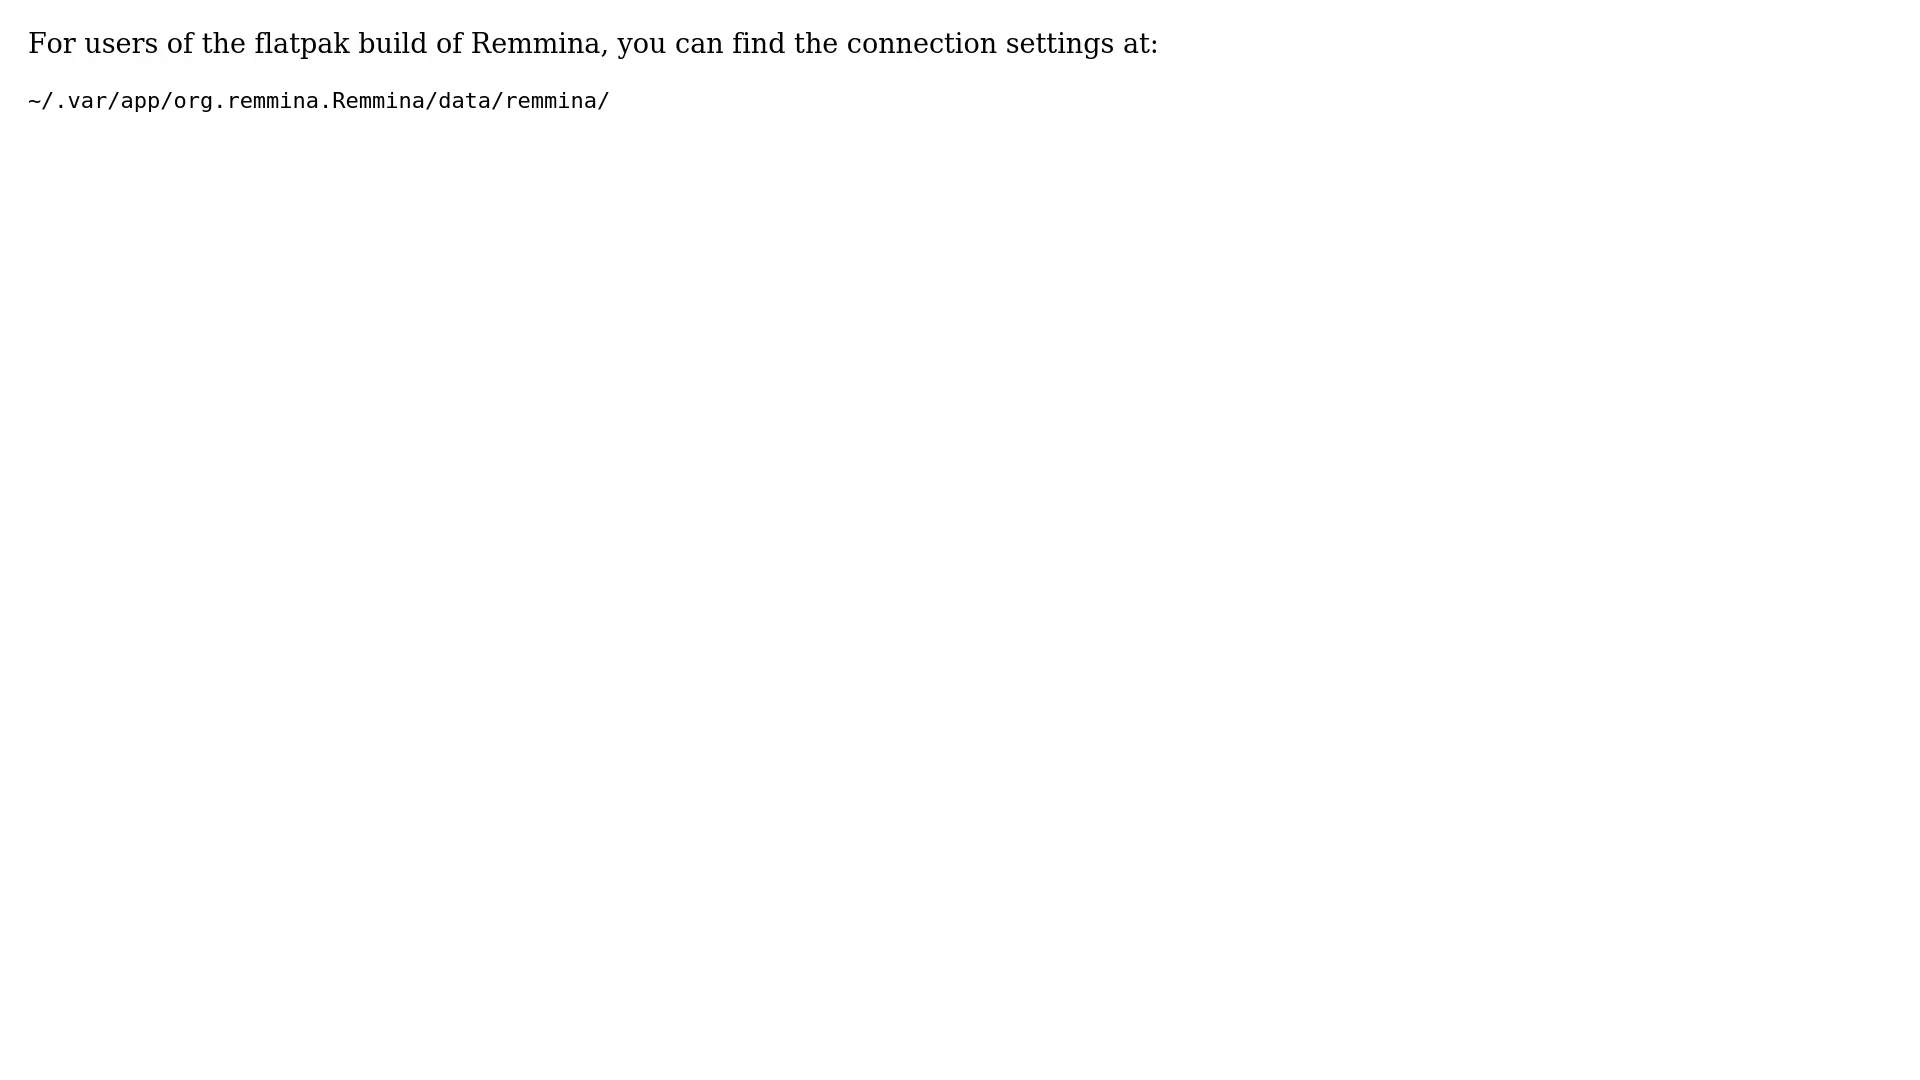 For users of the flatpak build of Remmina, you can find the connection settings at:
~/.var/app/org.remmina.Remmina/data/remmina/